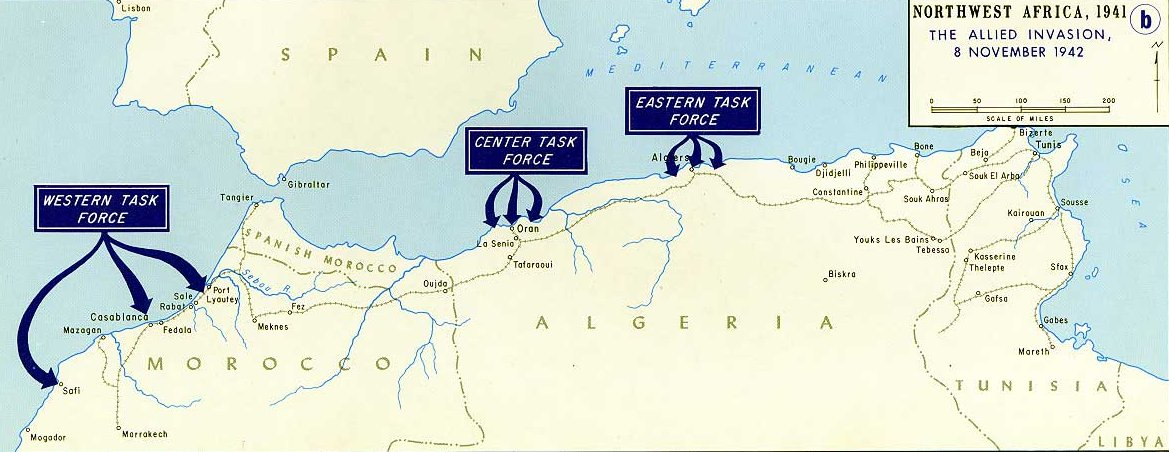 NORTHWEST AFRICA, 1941
b
THE ALLIED INVASION,
8 NOVEMBER 1942
N
0 50 100 150 200
SCALE OF MILES
Lisbon
SPAIN
MEDITERRANEAN
SEA
EASTERN TASK
FORCE
CENTER TASK
FORCE
WESTERN TASK
FORCE
Gibraltar
Tangier
Algiers
Bougie
Djidjelli
Philippeville
Bone
Beja
Bizerte
Tunis
Souk El Arba
Constantine
Souk Ahras
Sousse
Kairouan
Oran
La Senia
Tafaraoui
SPANISH MOROCCO
Sebou R.
Youks Les Bains
Tebessa
Kasserine
Thelepte
Sfax
Biskra
Gafsa
Oujda
Port
Lyautey
Sale
Rabat
Fez
Meknes
Casablanca
Fedala
Mazagan
Gabes
Mareth
ALGERIA
MOROCCO
TUNISIA
Safi
Marrakech
Mogador
LIBYA